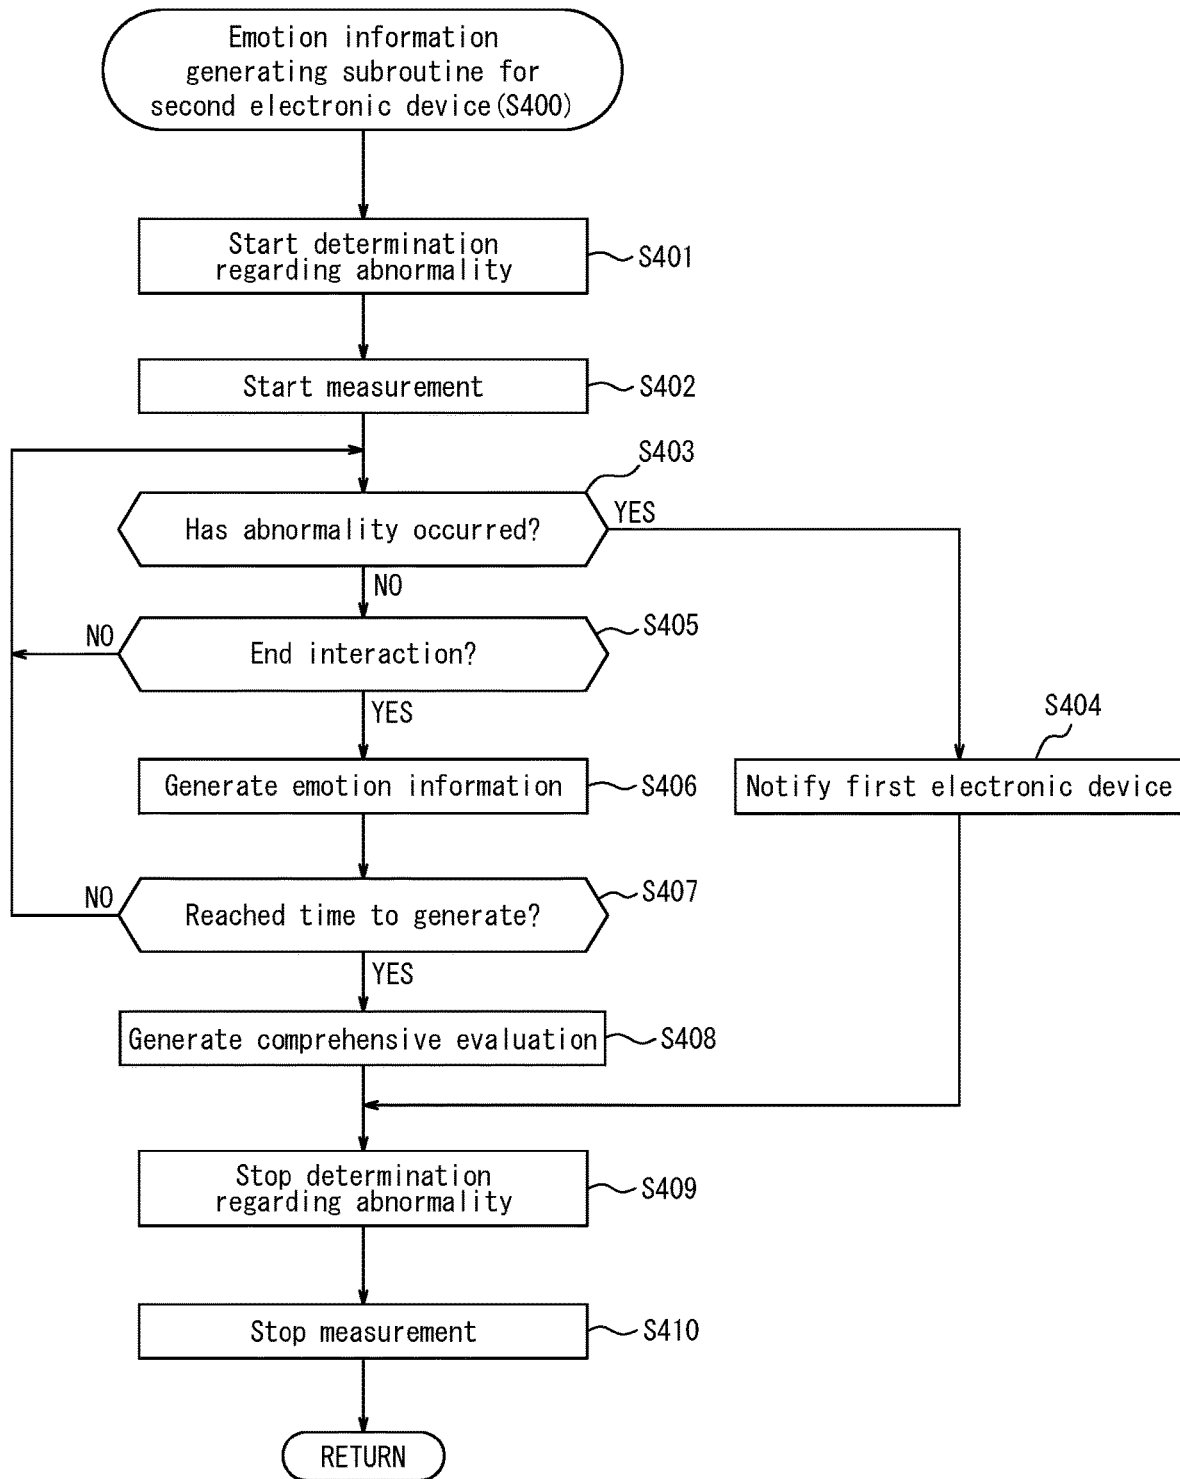 Emotion information
generating subroutine for
second electronic device(S400)
Start determination
regarding abnormality
S401
Start measurement
S402
S403
Has abnormality occurred?
YES
NO
S405
NO
End interaction?
YES
S404
Generate emotion information
S406
Notify first electronic device
S407
NO
Reached time to generate?
YES
Generate comprehensive evaluation
S408
Stop determination
regarding abnormality
S409
Stop measurement
S410
RETURN